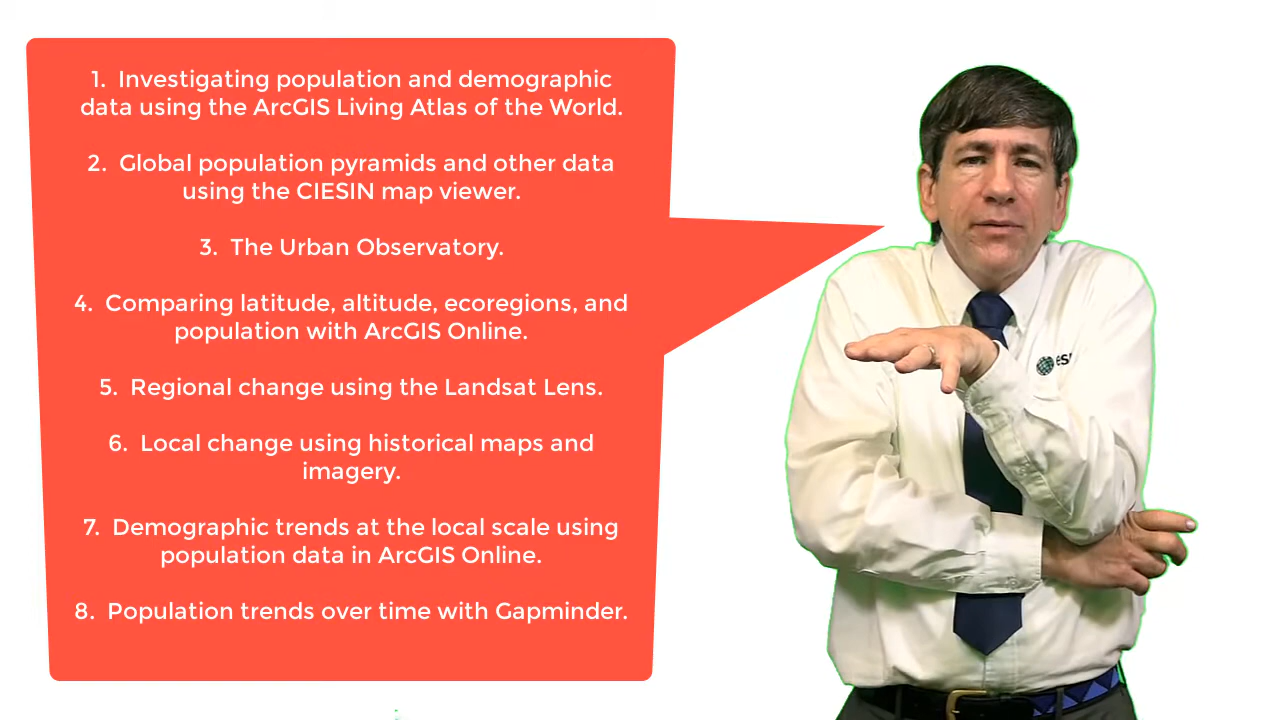 1. Investigating population and demographic
data using the ArcGIS Living Atlas of the World.
2. Global population pyramids and other data
using the CIESIN map viewer.
3. The Urban Observatory.
4. Comparing latitude, altitude, ecoregions, and
population with ArcGIS Online.
5. Regional change using the Landsat Lens.
6. Local change using historical maps and
imagery.
7. Demographic trends at the local scale using
population data in ArcGIS Online.
8. Population trends over time with Gapminder.
esri